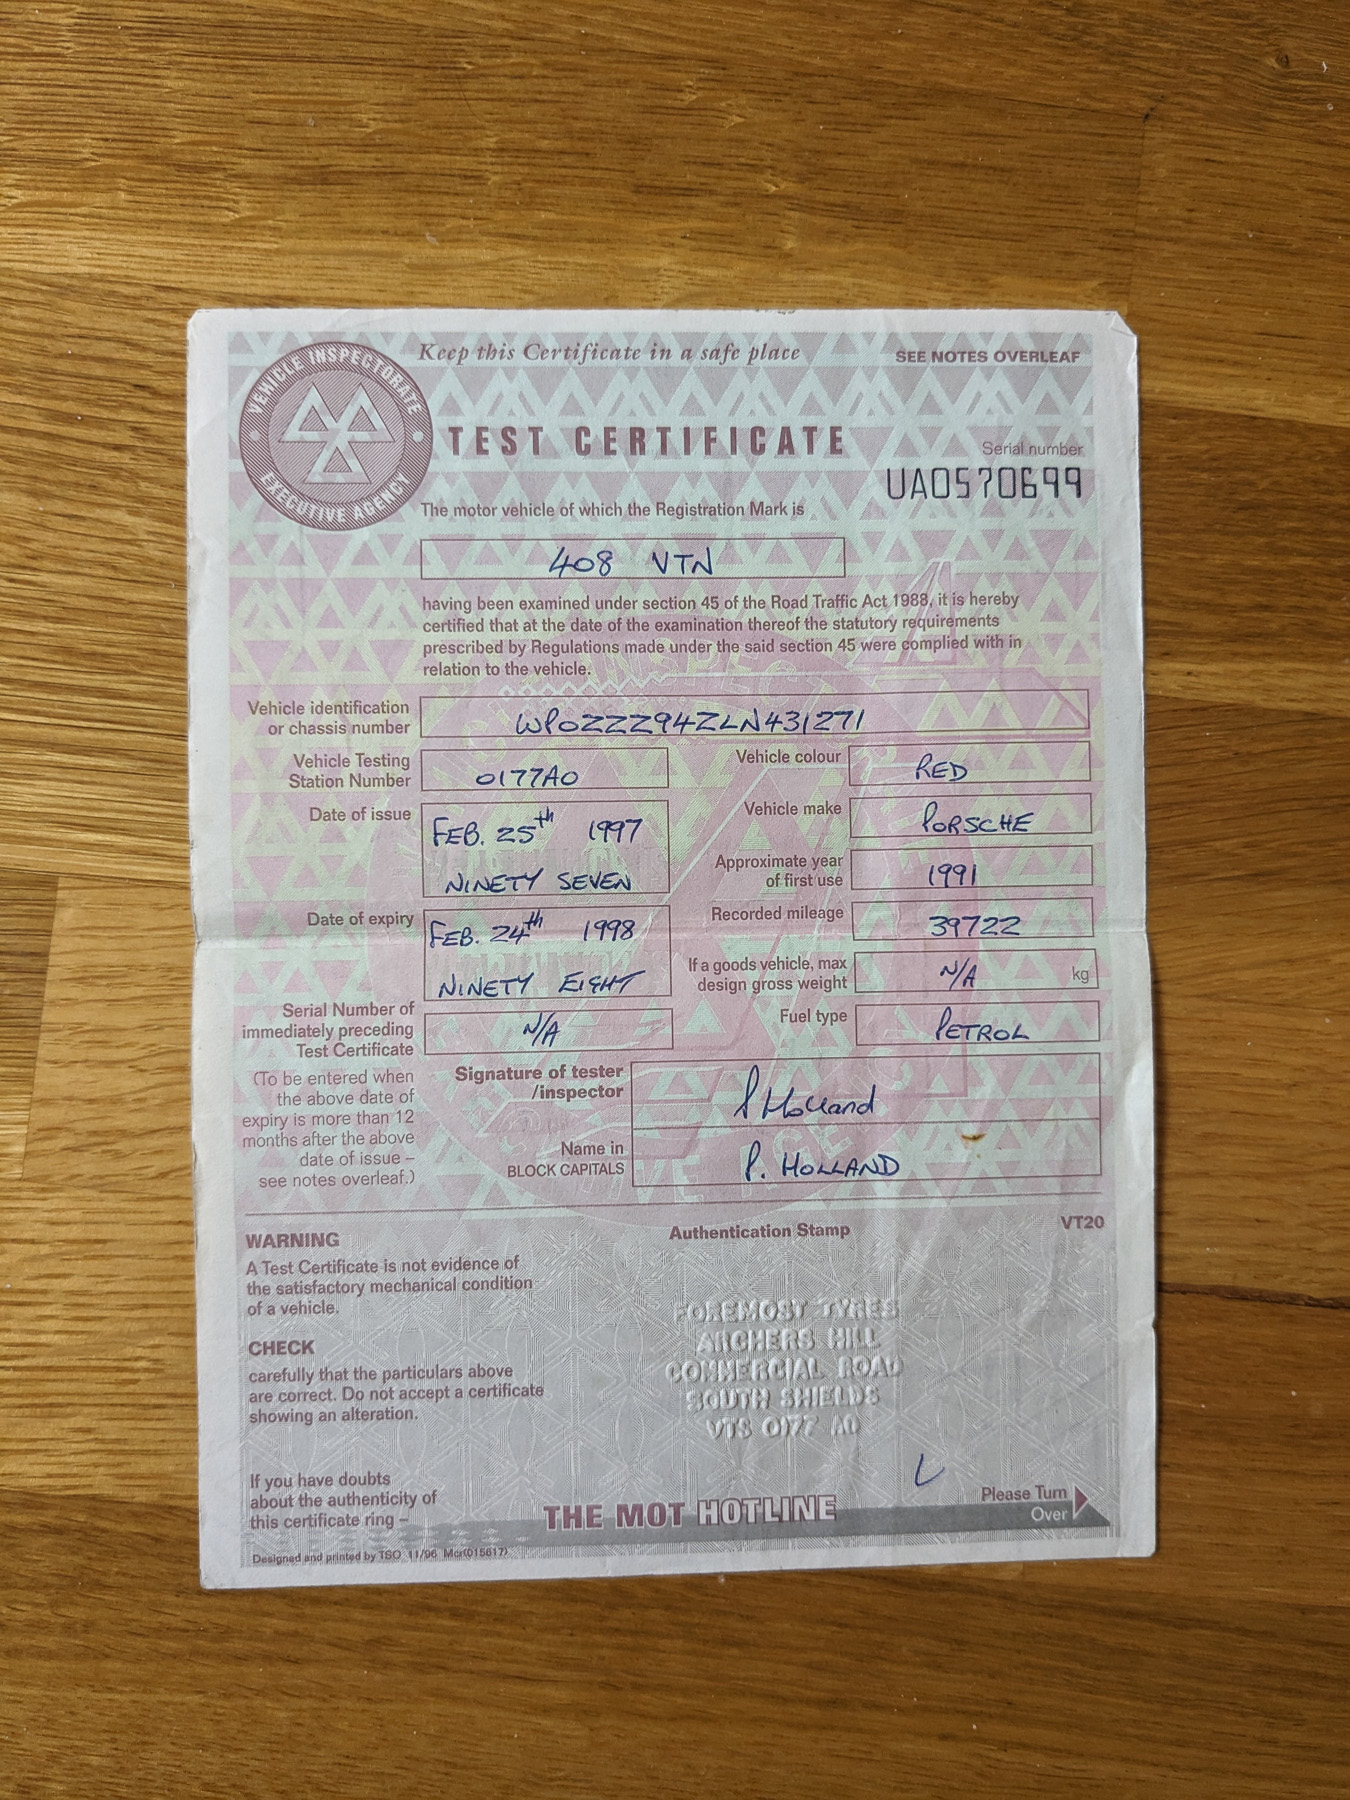 VEHICLE INSPECTORATE
EXECUTIVE AGENCY
Keep this Certificate in a safe place
SEE NOTES OVERLEAF
TEST CERTIFICATE
Serial number
UA0570699
The motor vehicle of which the Registration Mark is
408 VTN
having been examined under section 45 of the Road Traffic Act 1988, it is hereby
certified that at the date of the examination thereof the statutory requirements
prescribed by Regulations made under the said section 45 were complied with in
relation to the vehicle.
Vehicle identification
or chassis number
WP0ZZZ94ZLN431271
Vehicle Testing
Station Number
0177A0
Vehicle colour
RED
Date of issue
FEB. 25th 1997
NINETY SEVEN
Vehicle make
PORSCHE
Approximate year
of first use
1991
Date of expiry
FEB. 24th 1998
NINETY EIGHT
Recorded mileage
39722
If a goods vehicle, max
design gross weight
N/A
kg
Serial Number of
immediately preceding
Test Certificate
N/A
Fuel type
PETROL
(To be entered when
the above date of
expiry is more than 12
months after the above
date of issue –
see notes overleaf.)
Signature of tester
/inspector
P Holland
Name in
BLOCK CAPITALS
P. HOLLAND
WARNING
A Test Certificate is not evidence of
the satisfactory mechanical condition
of a vehicle.
Authentication Stamp
VT20
FOREMOST TYRES
ARCHERS HILL
COMMERCIAL ROAD
SOUTH SHIELDS
VTS 0177 A0
CHECK
carefully that the particulars above
are correct. Do not accept a certificate
showing an alteration.
If you have doubts
about the authenticity of
this certificate ring –
THE MOT HOTLINE
Please Turn
Over
Designed and printed by TSO 11/96 Mcr(015617)